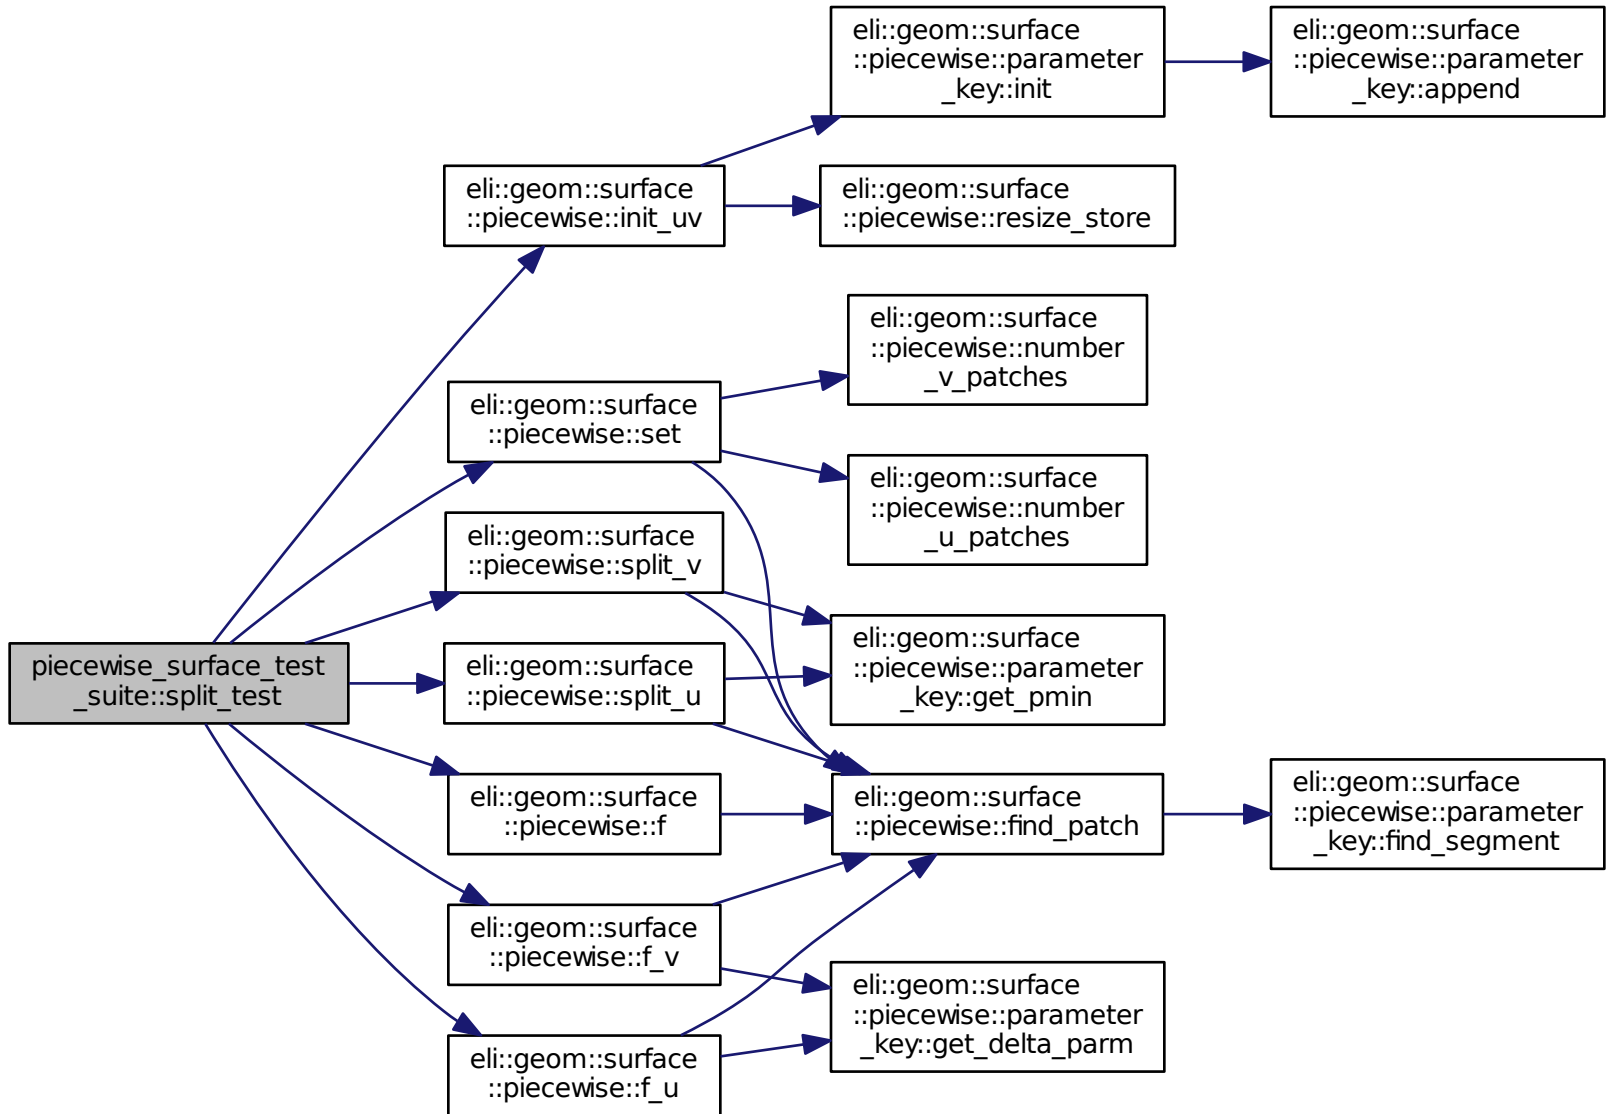 eli::geom::surface
::piecewise::parameter
_key::init
eli::geom::surface
::piecewise::parameter
_key::append
eli::geom::surface
::piecewise::init_uv
eli::geom::surface
::piecewise::resize_store
eli::geom::surface
::piecewise::number
_v_patches
eli::geom::surface
::piecewise::set
eli::geom::surface
::piecewise::number
_u_patches
eli::geom::surface
::piecewise::split_v
eli::geom::surface
::piecewise::parameter
_key::get_pmin
piecewise_surface_test
_suite::split_test
eli::geom::surface
::piecewise::split_u
eli::geom::surface
::piecewise::f
eli::geom::surface
::piecewise::find_patch
eli::geom::surface
::piecewise::parameter
_key::find_segment
eli::geom::surface
::piecewise::f_v
eli::geom::surface
::piecewise::parameter
_key::get_delta_parm
eli::geom::surface
::piecewise::f_u